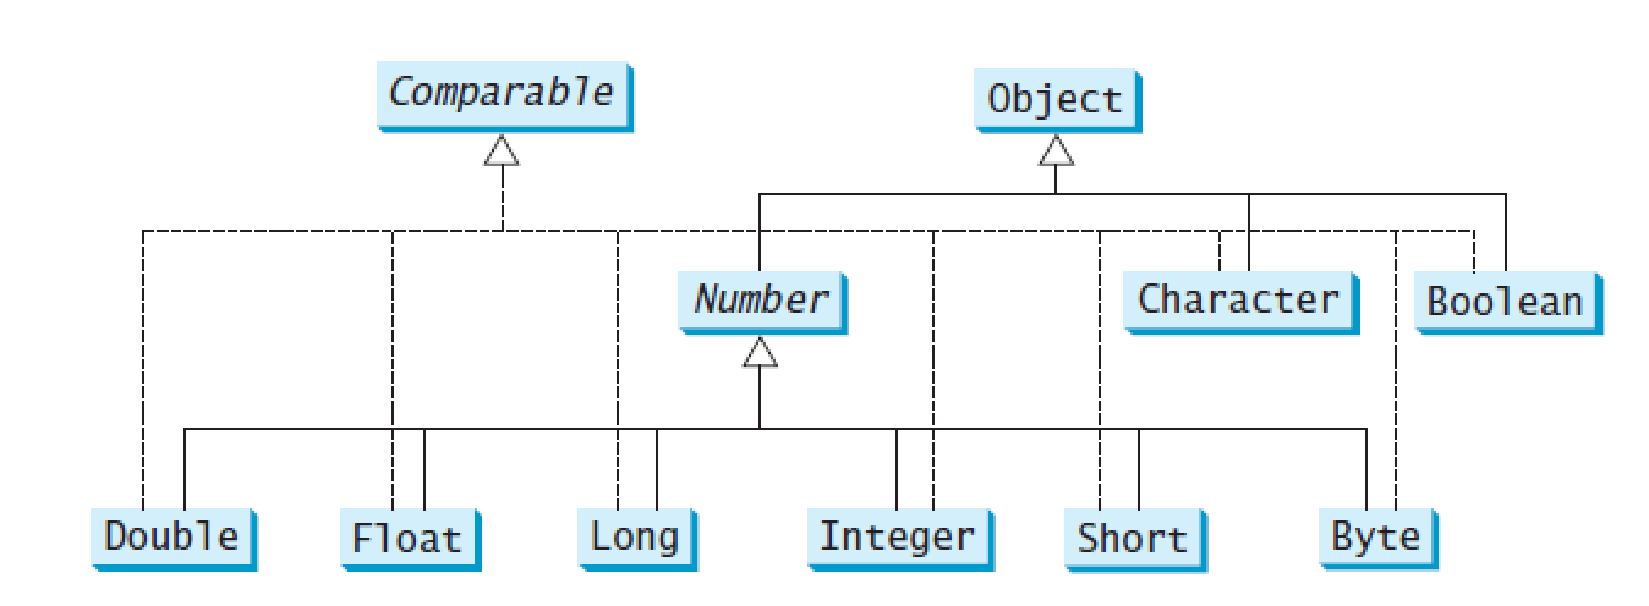 Comparable
Object
Number
Character
Boolean
Double
Float
Long
Integer
Short
Byte